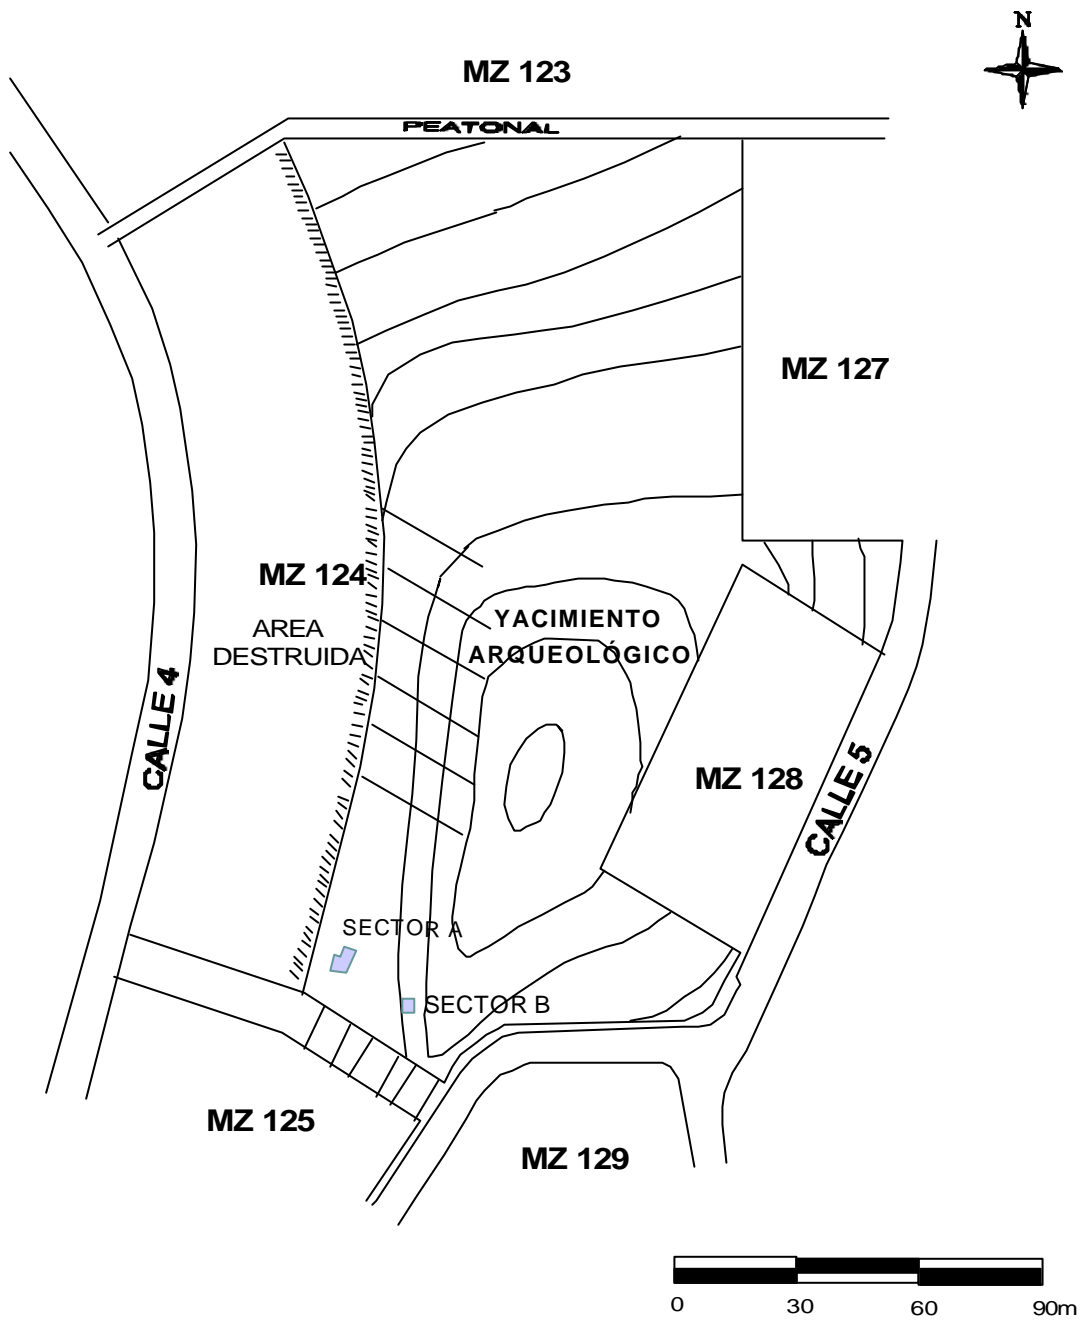 N
MZ 123
PEATONAL
MZ 127
MZ 124
YACIMIENTO
ARQUEOLÓGICO
AREA
DESTRUIDA
CALLE 4
MZ 128
CALLE 5
SECTOR A
SECTOR B
MZ 125
MZ 129
0 30 60 90m